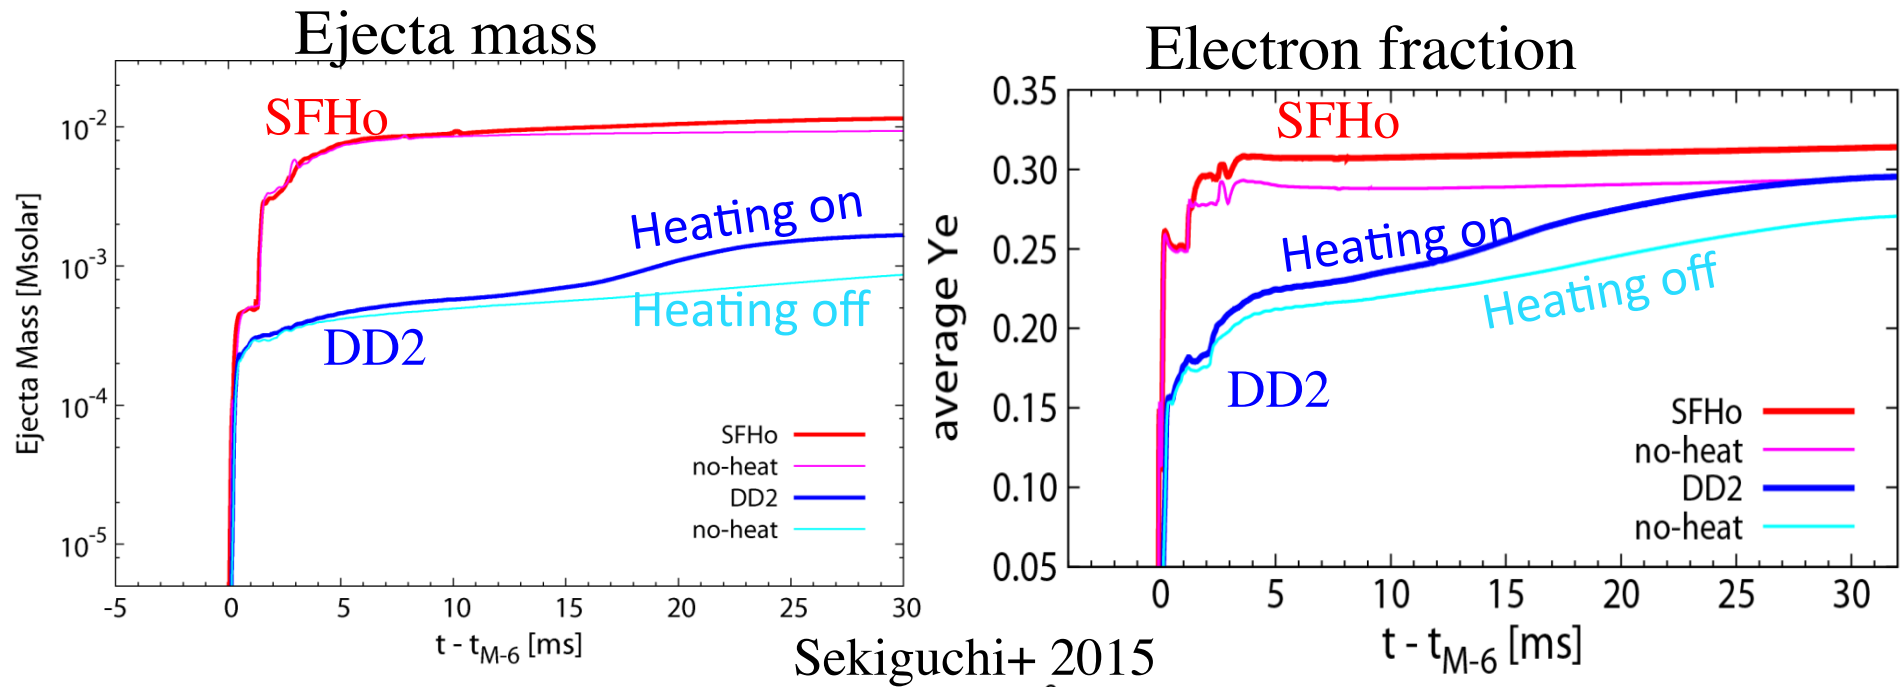 Ejecta mass
SFHo
Heating on
Heating off
DD2
Ejecta Mass [Msolar]
10-2
10-3
10-4
10-5
SFHo
no-heat
DD2
no-heat
-5 0 5 10 15 20 25 30
t - tM-6 [ms]
Electron fraction
SFHo
Heating on
Heating off
DD2
average Ye
0.35
0.30
0.25
0.20
0.15
0.10
0.05
SFHo
no-heat
DD2
no-heat
0 5 10 15 20 25 30
t - tM-6 [ms]
Sekiguchi+ 2015